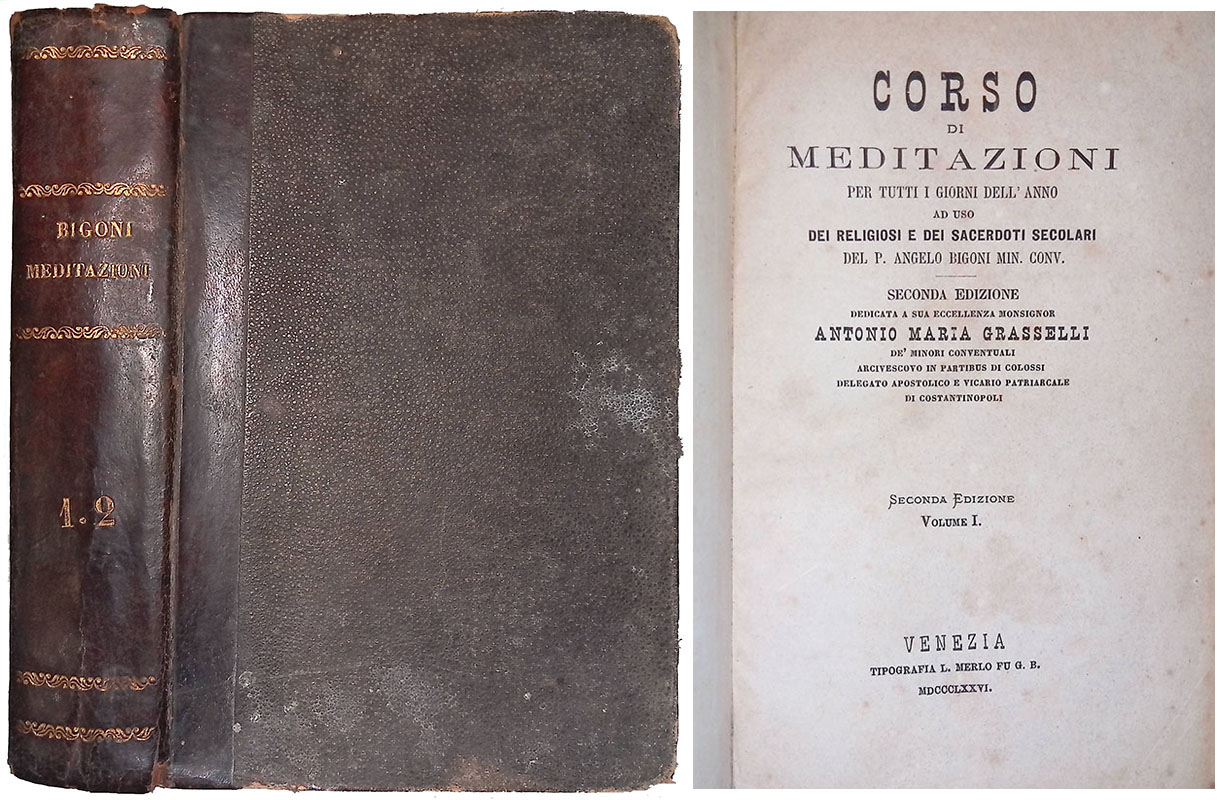 BIGONI
MEDITAZIONI
1.2
CORSO
DI
MEDITAZIONI
PER TUTTI I GIORNI DELL' ANNO
AD USO
DEI RELIGIOSI E DEI SACERDOTI SECOLARI
DEL P. ANGELO BIGONI MIN. CONV.
SECONDA EDIZIONE
DEDICATA A SUA ECCELLENZA MONSIGNOR
ANTONIO MARIA GRASSELLI
DE' MINORI CONVENTUALI
ARCIVESCOVO IN PARTIBUS DI COLOSSI
DELEGATO APOSTOLICO E VICARIO PATRIARCALE
DI COSTANTINOPOLI
SECONDA EDIZIONE
VOLUME I.
VENEZIA
TIPOGRAFIA L. MERLO FU G. B.
MDCCCLXXVI.